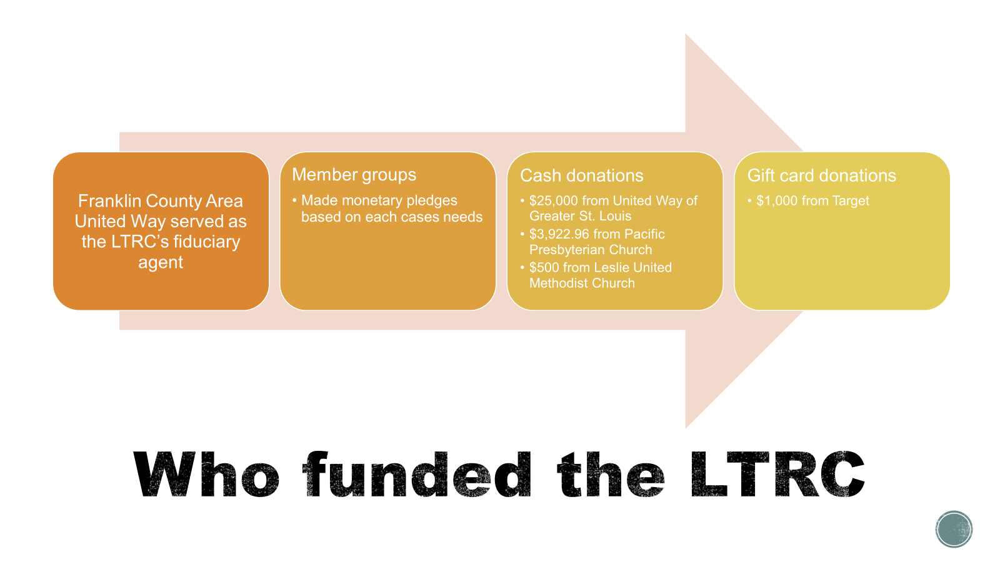 Franklin County Area
United Way served as
the LTRC’s fiduciary
agent
Member groups
• Made monetary pledges
based on each cases needs
Cash donations
• $25,000 from United Way of
Greater St. Louis
• $3,922.96 from Pacific
Presbyterian Church
• $500 from Leslie United
Methodist Church
Gift card donations
• $1,000 from Target
Who funded the LTRC